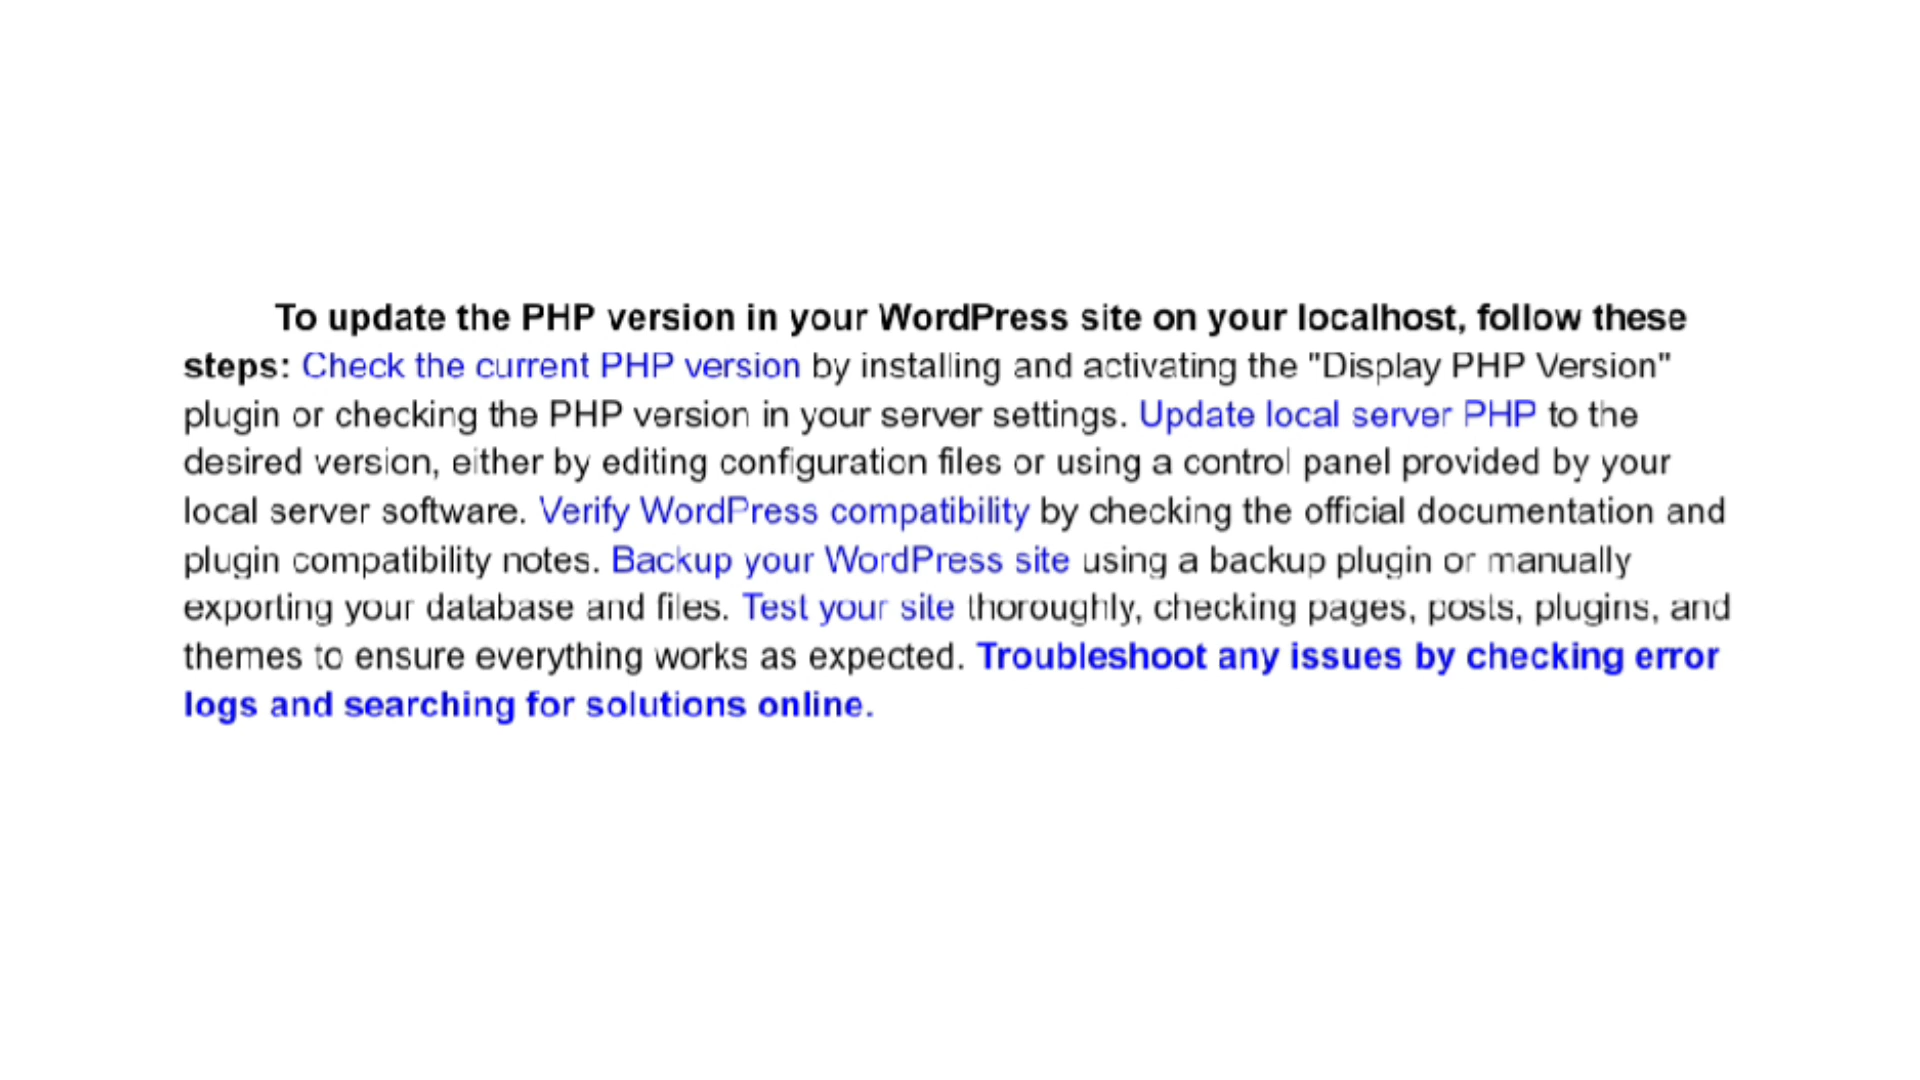 To update the PHP version in your WordPress site on your localhost, follow these
steps: Check the current PHP version by installing and activating the "Display PHP Version"
plugin or checking the PHP version in your server settings. Update local server PHP to the
desired version, either by editing configuration files or using a control panel provided by your
local server software. Verify WordPress compatibility by checking the official documentation and
plugin compatibility notes. Backup your WordPress site using a backup plugin or manually
exporting your database and files. Test your site thoroughly, checking pages, posts, plugins, and
themes to ensure everything works as expected. Troubleshoot any issues by checking error
logs and searching for solutions online.